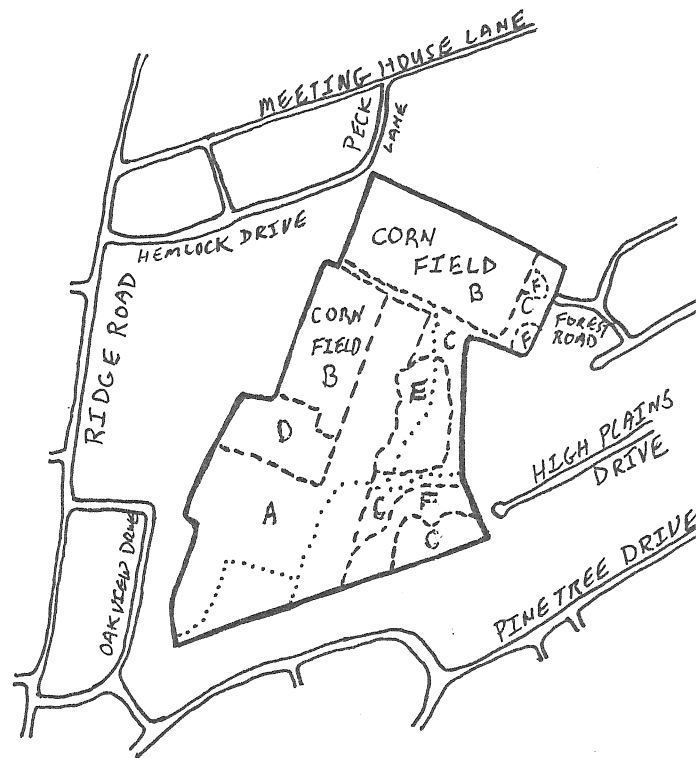 MEETING HOUSE LANE
PECK
LANE
HEMLOCK DRIVE
CORN
FIELD
B
F
C
F
FOREST
ROAD
CORN
FIELD
B
C
RIDGE ROAD
E
D
HIGH PLAINS
DRIVE
A
C
F
C
OAKVIEW DRIVE
PINETREE DRIVE